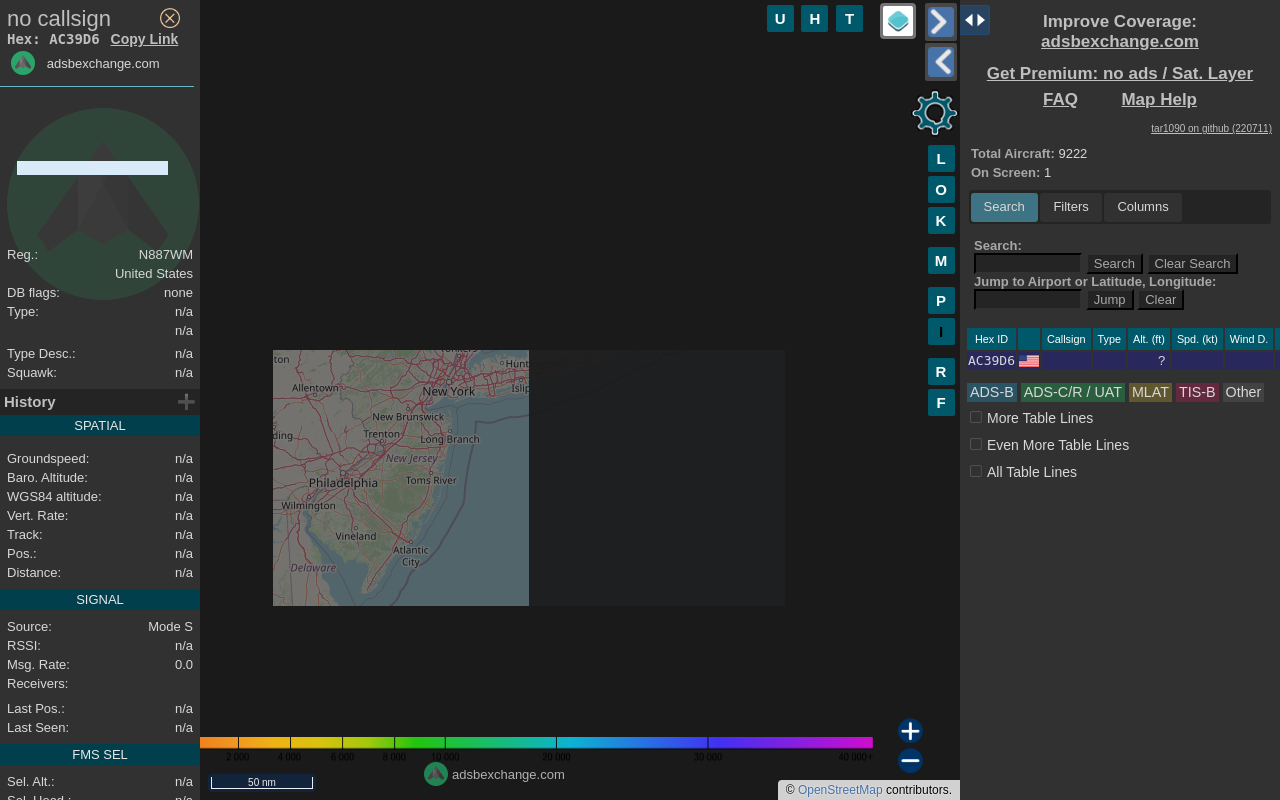 no callsign
Hex: AC39D6 Copy Link
adsbexchange.com
Reg.: N887WM
United States
DB flags: none
Type: n/a
n/a
Type Desc.: n/a
Squawk: n/a
History
SPATIAL
Groundspeed: n/a
Baro. Altitude: n/a
WGS84 altitude: n/a
Vert. Rate: n/a
Track: n/a
Pos.: n/a
Distance: n/a
SIGNAL
Source: Mode S
RSSI: n/a
Msg. Rate: 0.0
Receivers:
Last Pos.: n/a
Last Seen: n/a
FMS SEL
Sel. Alt.: n/a
Sel. Head.: n/a
U H T
L
O
K
M
P
I
R
F
Allentown
New York
New Brunswick
Trenton
Long Branch
New Jersey
Toms River
Philadelphia
Wilmington
Vineland
Atlantic
City
Delaware
2 000 4 000 6 000 8 000 10 000 20 000 30 000 40 000+
adsbexchange.com
50 nm
© OpenStreetMap contributors.
Improve Coverage:
adsbexchange.com
Get Premium: no ads / Sat. Layer
FAQ Map Help
tar1090 on github (220711)
Total Aircraft: 9222
On Screen: 1
Search Filters Columns
Search:
Search Clear Search
Jump to Airport or Latitude, Longitude:
Jump Clear
Hex ID Callsign Type Alt. (ft) Spd. (kt) Wind D.
AC39D6 ?
ADS-B ADS-C/R / UAT MLAT TIS-B Other
More Table Lines
Even More Table Lines
All Table Lines